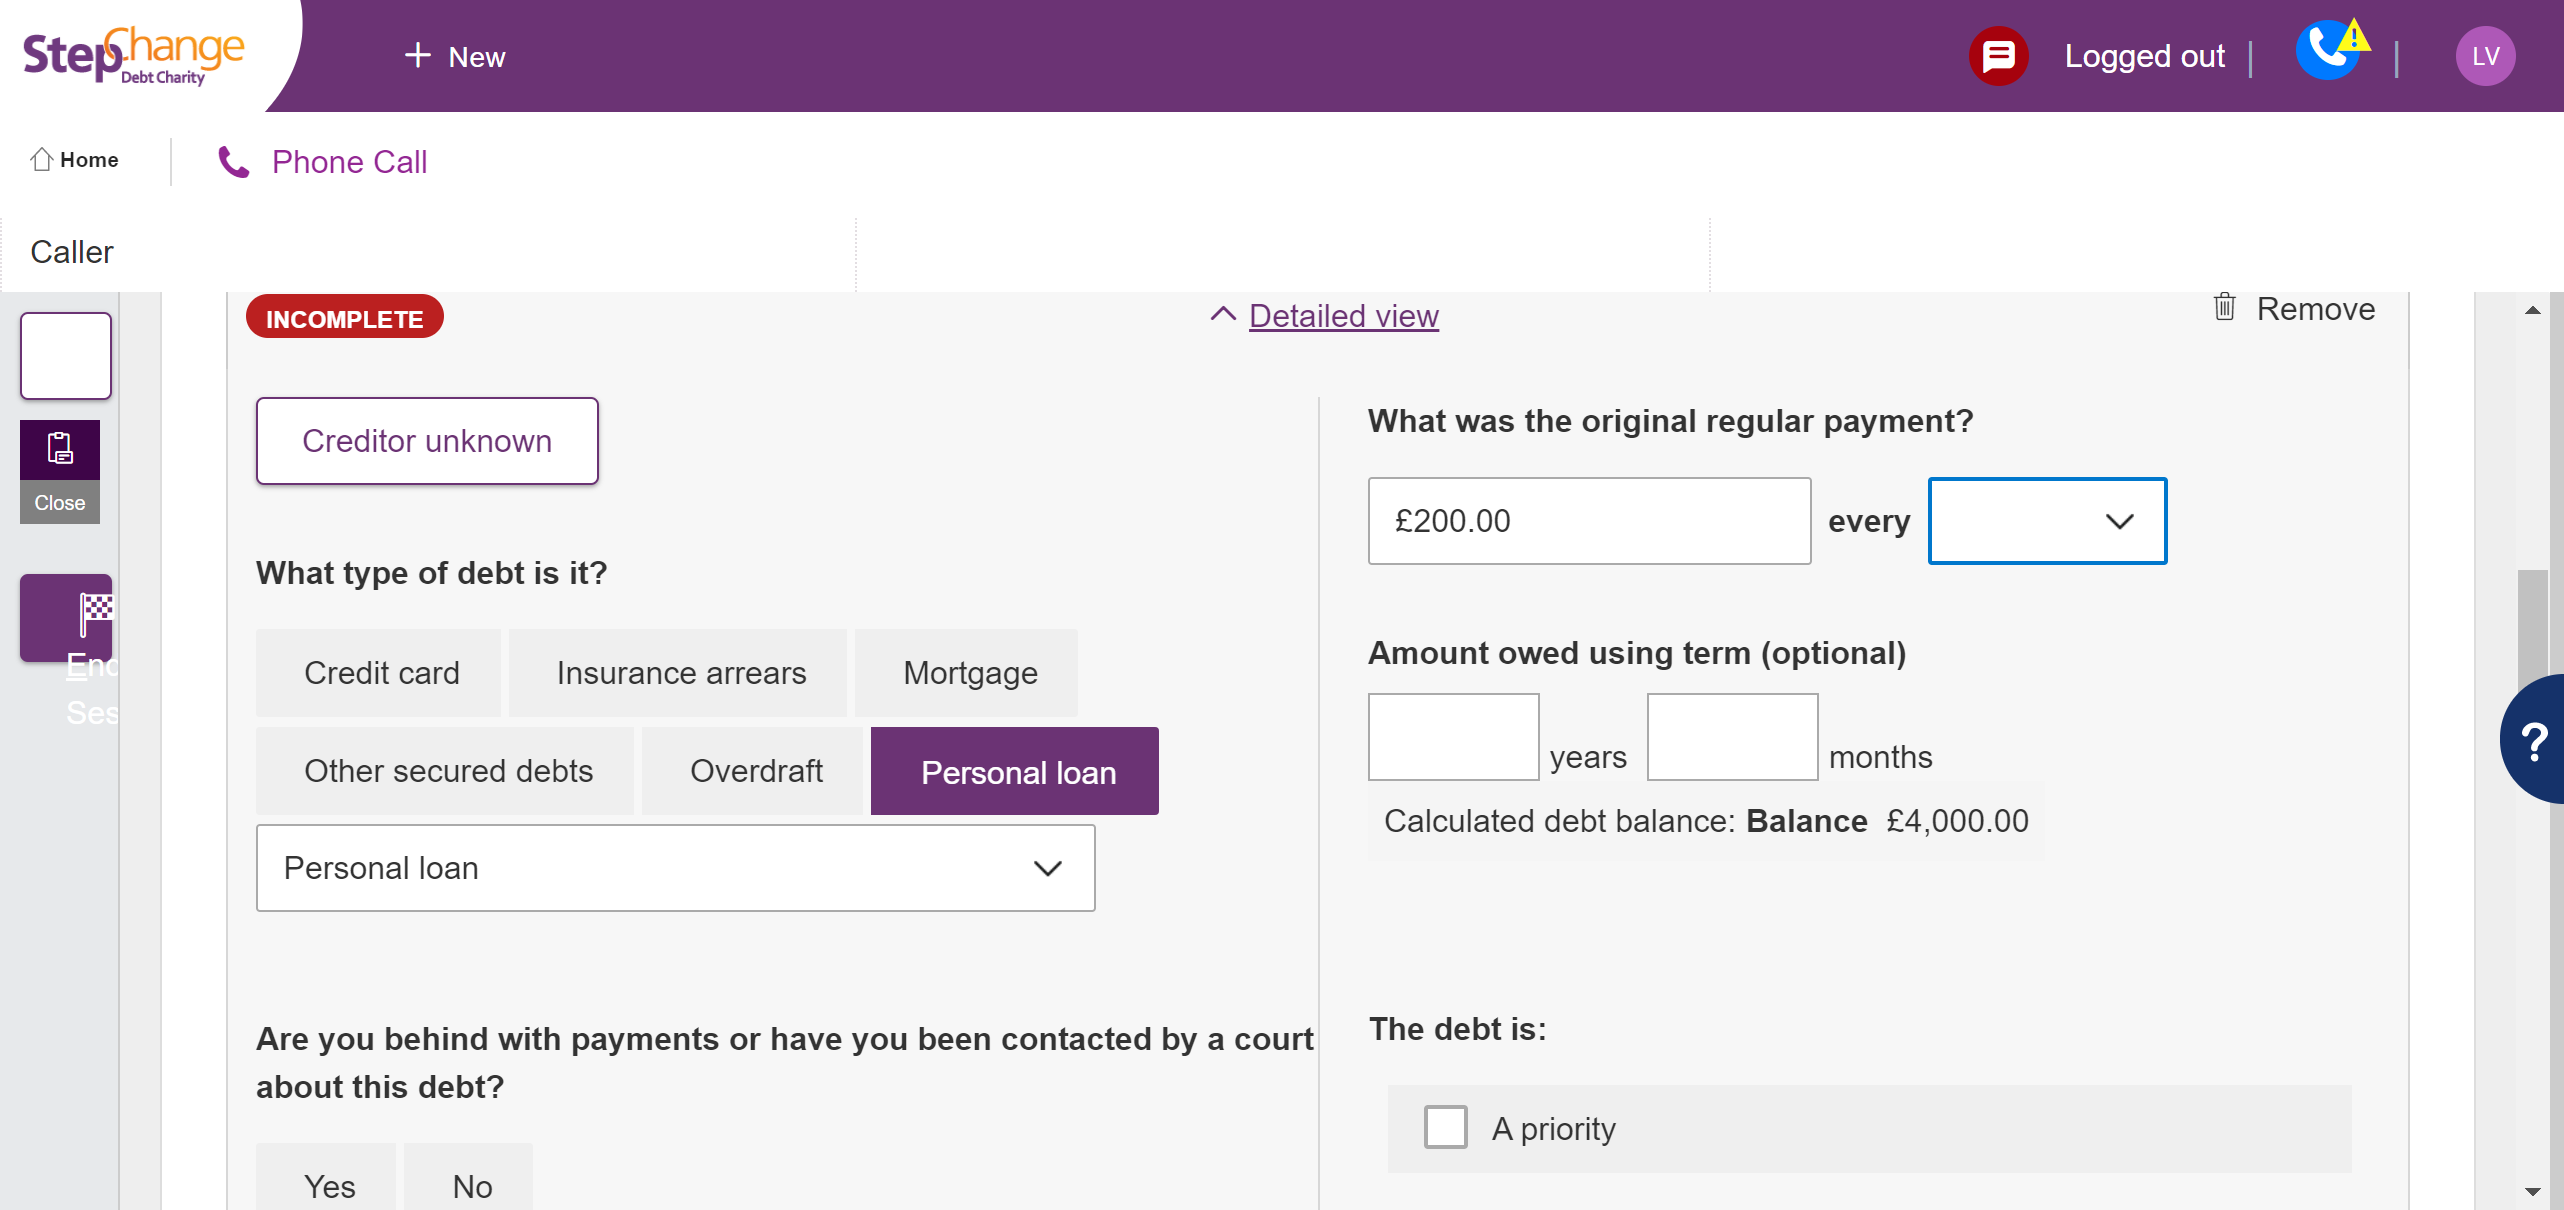 StepChange
Debt Charity
+ New
Logged out
LV
Home
Phone Call
Caller
INCOMPLETE
Detailed view
Remove
Close
End
Ses
Creditor unknown
What type of debt is it?
Credit card
Insurance arrears
Mortgage
Other secured debts
Overdraft
Personal loan
Personal loan
Are you behind with payments or have you been contacted by a court
about this debt?
Yes
No
What was the original regular payment?
£200.00
every
Amount owed using term (optional)
years
months
Calculated debt balance: Balance £4,000.00
The debt is:
A priority
?